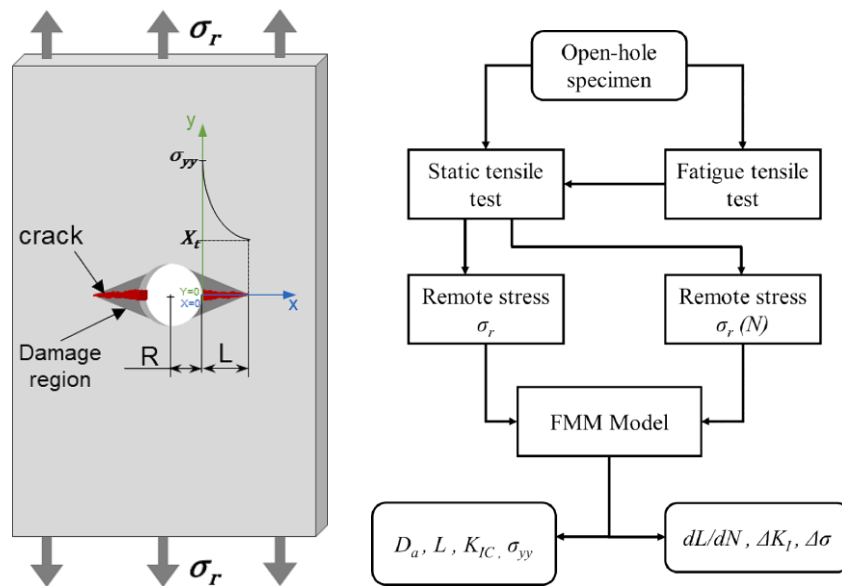 σr
y
σyy
Xt
crack
Y=0
X=0
x
Damage
region
R
L
σr
Open-hole
specimen
Static tensile
test
Fatigue tensile
test
Remote stress
σr
Remote stress
σr (N)
FMM Model
Da , L , KIC , σyy
dL/dN , ΔKI, Δσ